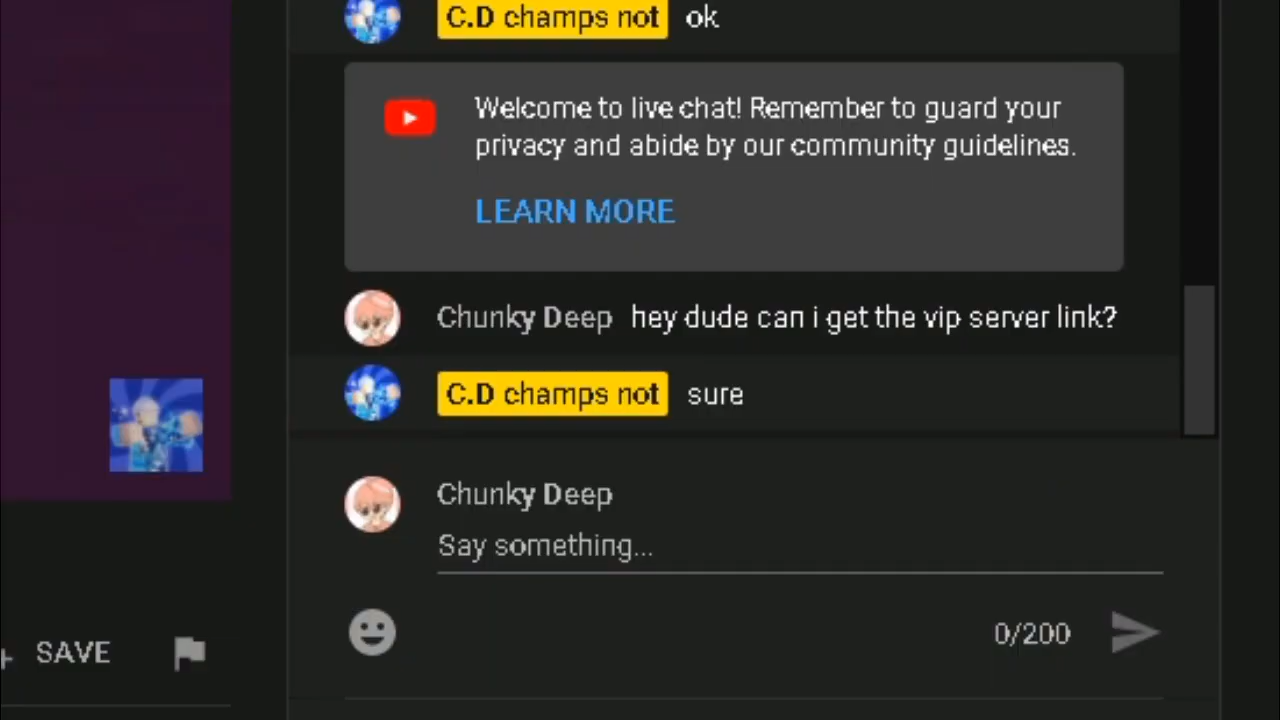 C.D champs not ok
Welcome to live chat! Remember to guard your
privacy and abide by our community guidelines.
LEARN MORE
Chunky Deep hey dude can i get the vip server link?
C.D champs not sure
Chunky Deep
Say something...
0/200
SAVE